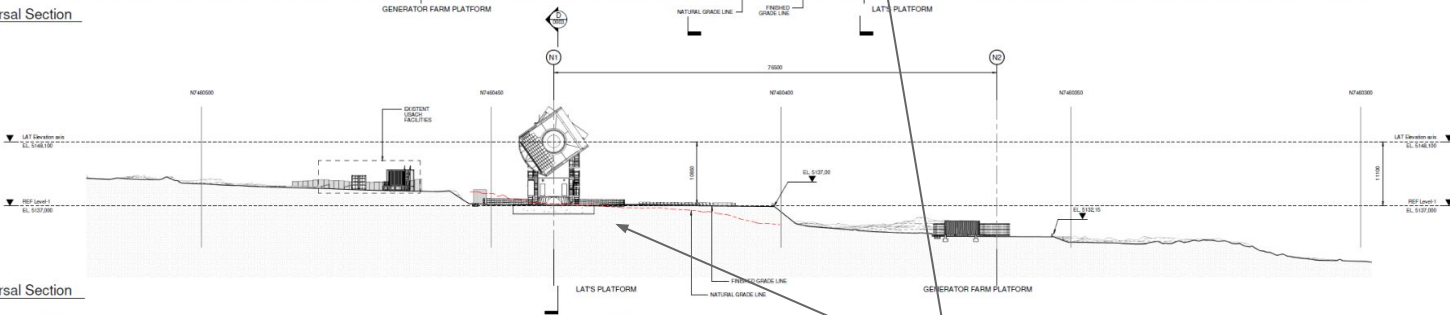 rsal Section
GENERATOR FARM PLATFORM
NATURAL GRADE LINE
FINISHED
GRADE LINE
LAT'S PLATFORM
D
N1
N2
76500
N7460500
N7460450
N7460400
N7460350
N7460300
EXISTENT
USACH
FACILITIES
LAT Elevation axis
EL. 5148,100
LAT Elevation axis
EL. 5148,100
11100
EL. 5137,00
REF Level-1
EL. 5137,000
REF Level-1
EL. 5137,000
EL. 5132,15
FINISHED GRADE LINE
NATURAL GRADE LINE
LAT'S PLATFORM
GENERATOR FARM PLATFORM
rsal Section